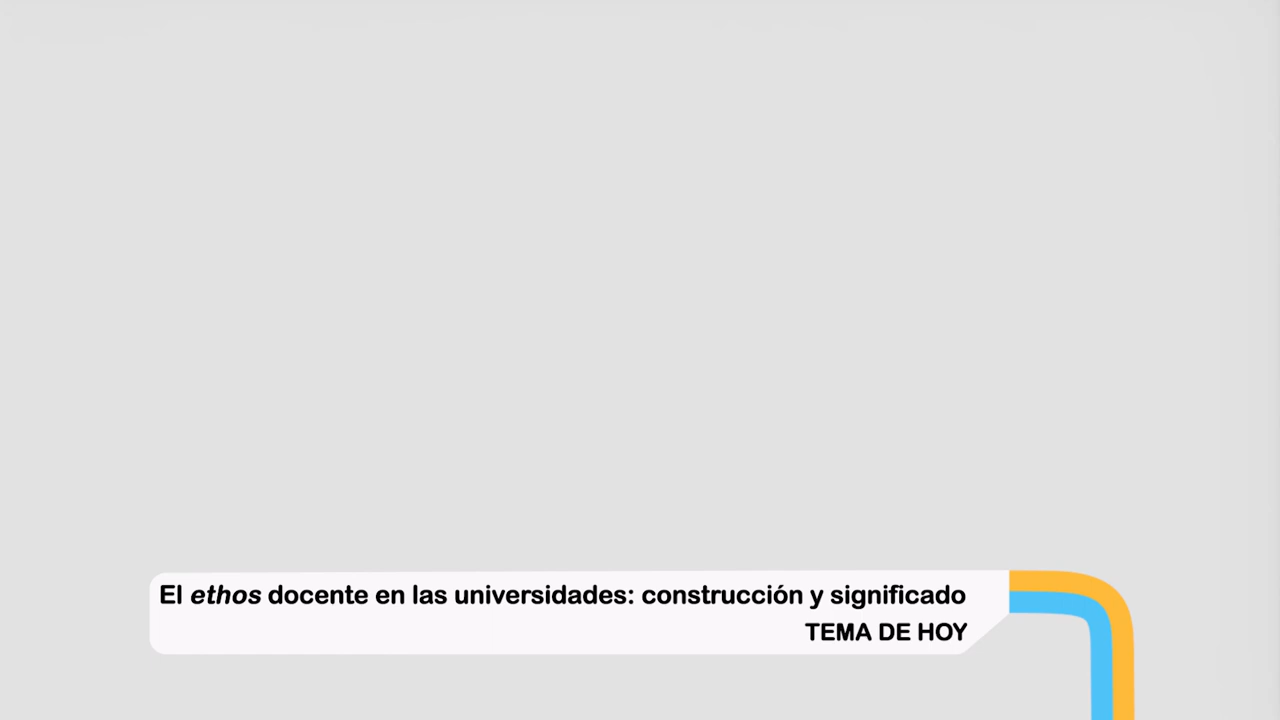 El ethos docente en las universidades: construcción y significado
TEMA DE HOY